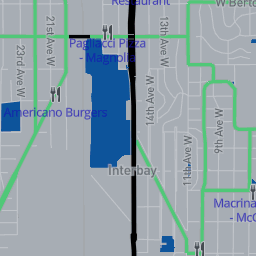 Restaurant
W Berto
21st Ave W
13th Ave W
Pagliacci Pizza
- Magnolia
23rd Ave W
14th Ave W
Americano Burgers
9th Ave W
11th Ave W
Interbay
Macrina
- McG